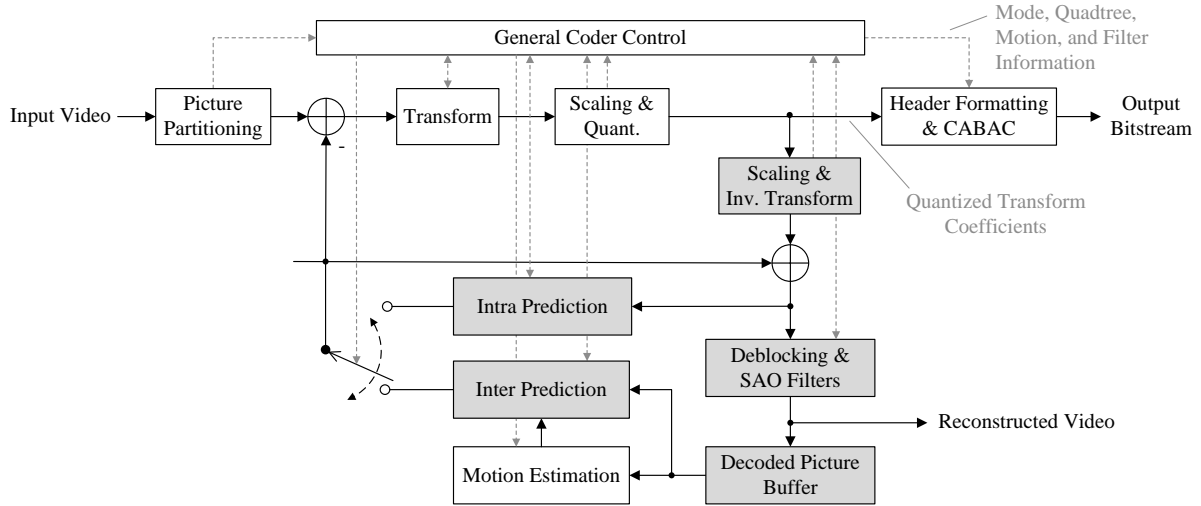 Mode, Quadtree,
Motion, and Filter
Information
General Coder Control
Input Video
Picture
Partitioning
-
Transform
Scaling &
Quant.
Header Formatting
& CABAC
Output
Bitstream
Scaling &
Inv. Transform
Quantized Transform
Coefficients
Intra Prediction
Deblocking &
SAO Filters
Inter Prediction
Reconstructed Video
Motion Estimation
Decoded Picture
Buffer